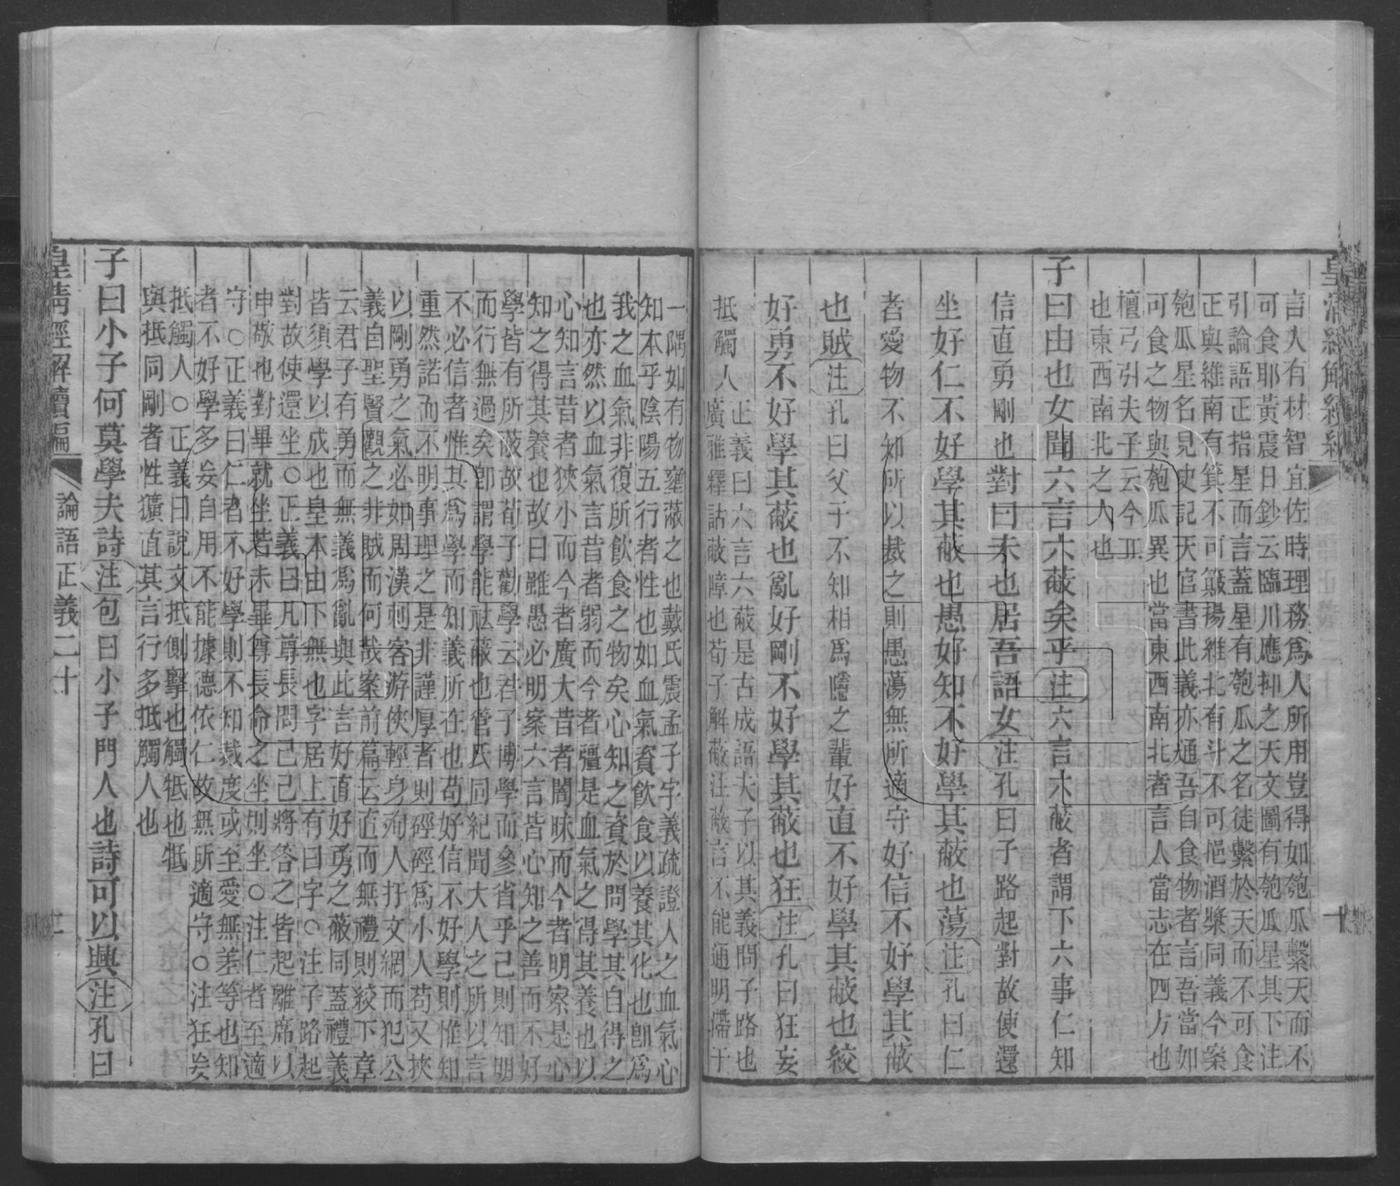 言人有材智宜佐時理務爲人所用豈得如匏瓜繫天而不
可食耶黃震日鈔云臨川應抑之天文圖有匏瓜星其下注
引論語正指星而言蓋星有匏瓜之名徒繫於天而不可食
正與維南有箕不可簸揚維北有斗不可挹酒漿同義今案
匏瓜星名見史記天官書此義亦通吾自食物者言吾當如
可食之物與匏瓜異也當東西南北者言人當志在四方也
檀弓引夫子云今丘
也東西南北之人也
子曰由也女聞六言六蔽矣乎注六言六蔽者謂下六事仁知
信直勇剛也對曰未也居吾語女注孔曰子路起對故使還
坐好仁不好學其蔽也愚好知不好學其蔽也蕩注孔曰仁
者愛物不知所以裁之則愚蕩無所適守好信不好學其蔽
也賊注孔曰父子不知相爲隱之輩好直不好學其蔽也絞
好勇不好學其蔽也亂好剛不好學其蔽也狂注孔曰狂妄
抵觸人正義曰六言六蔽是古成語夫子以其義問子路也
廣雅釋詁蔽障也荀子解蔽注蔽言不能通明滯于
一隅如有物壅蔽之也戴氏震孟子字義疏證人之血氣心
知本乎陰陽五行者性也如血氣資飲食以養其化也卽爲
我之血氣非復所飲食之物矣心知之資於問學其自得之
也亦然以血氣言昔者弱而今者彊是血氣之得其養也以
心知言昔者狹小而今者廣大昔者闇昧而今者明察是心
知之得其養也故曰雖愚必明案六言皆心知之善而不好
學皆有所蔽故荀子勸學云君子博學而參省乎己則知明
而行無過矣卽謂學能祛蔽也管氏同紀聞大人之所以言
不必信者惟其爲學而知義所在也苟好信不好學則惟知
重然諾而不明事理之是非謹厚者則硜硜爲小人苟又挾
以剛勇之氣必如周漢刺客游俠輕身殉人扞文網而犯公
義自聖賢觀之非賊而何哉案前篇云直而無禮則絞下章
云君子有勇而無義爲亂與此言好直好勇之蔽同蓋禮義
皆須學以成也皇本由下無也字居上有曰字○注子路起
對故使還坐○正義曰凡尊長問己己將答之皆起離席以
申敬也對畢就坐若未畢尊長命之坐則坐○注仁者至適
守○正義曰仁者不好學則不知裁度或至愛無差等也知
者不好學多妄自用不能據德依仁故無所適守○注狂妄
抵觸人○正義曰說文抵側擊也觸牴也牴
與抵同剛者性獷直其言行多抵觸人也
子曰小子何莫學夫詩注包曰小子門人也詩可以興注孔曰
皇淸經解續編
論語正義二十
十一